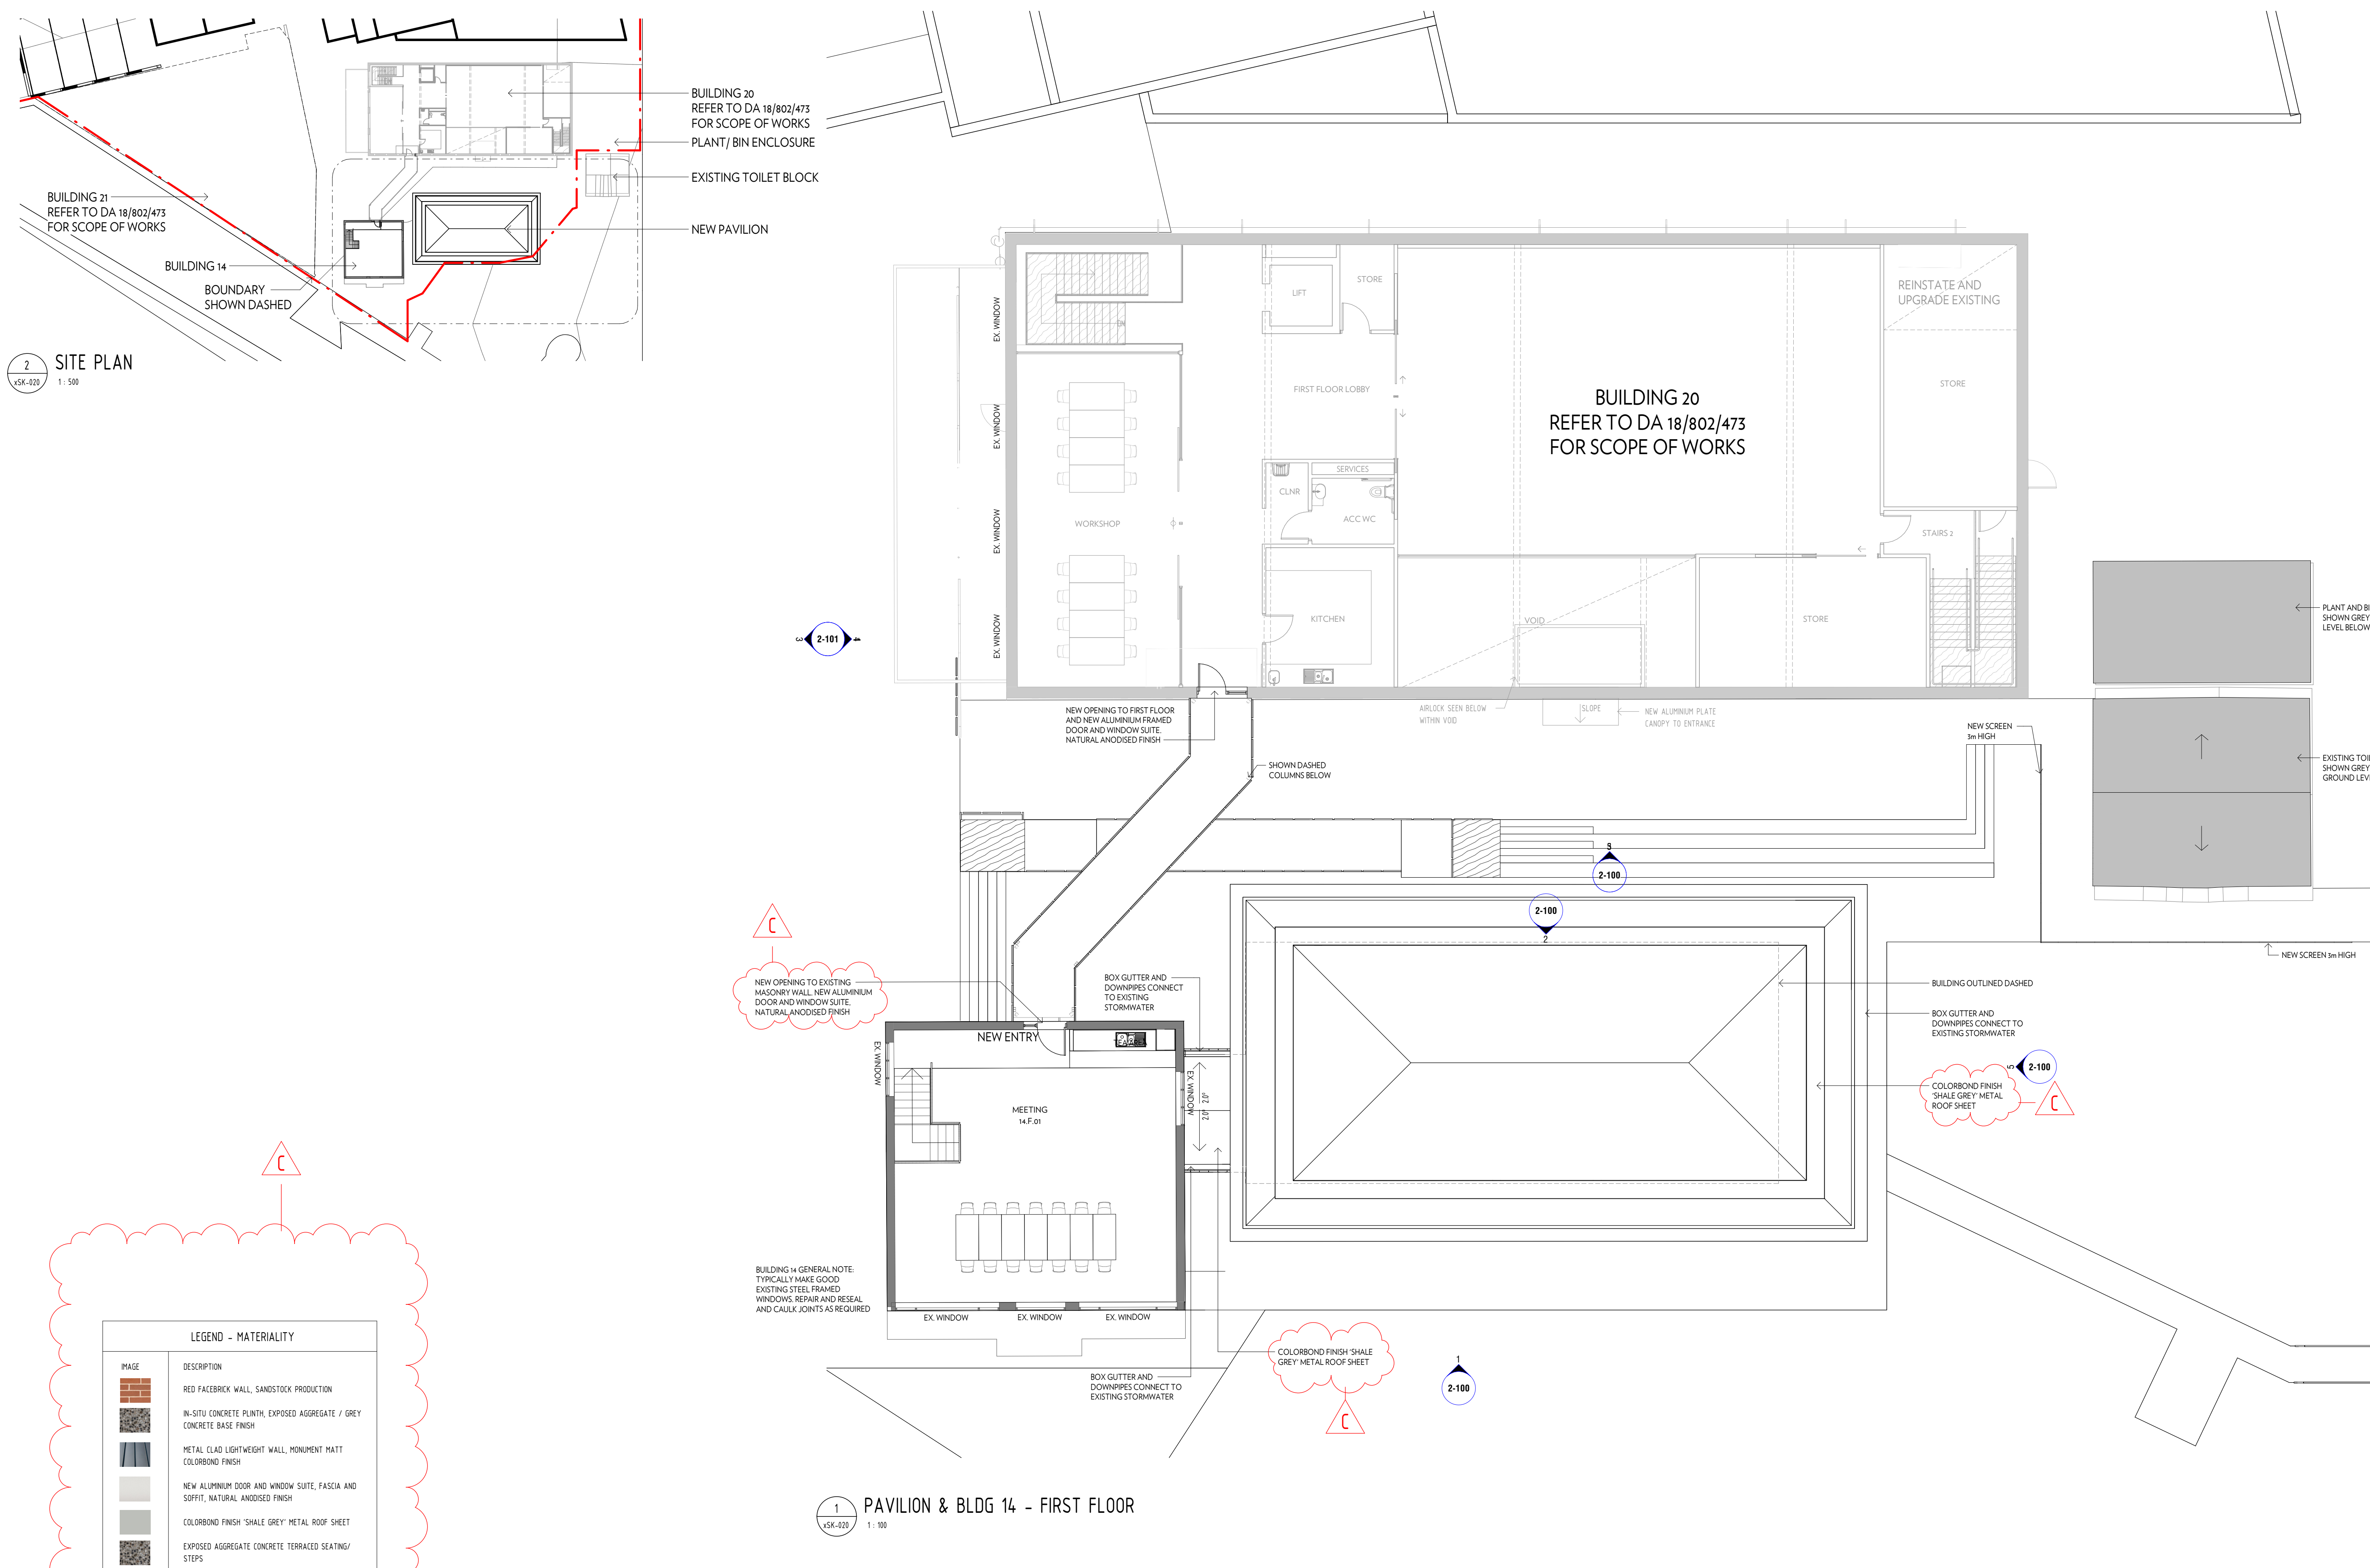 BUILDING 20
REFER TO DA 18/802/473
FOR SCOPE OF WORKS
PLANT/ BIN ENCLOSURE
EXISTING TOILET BLOCK
NEW PAVILION
BUILDING 21
REFER TO DA 18/802/473
FOR SCOPE OF WORKS
BUILDING 14
BOUNDARY
SHOWN DASHED
2
xSK-020
SITE PLAN
1 : 500
EX. WINDOW
EX. WINDOW
EX. WINDOW
EX. WINDOW
DN
LIFT
STORE
FIRST FLOOR LOBBY
SERVICES
CLNR
ACC WC
WORKSHOP
KITCHEN
BUILDING 20
REFER TO DA 18/802/473
FOR SCOPE OF WORKS
REINSTATE AND
UPGRADE EXISTING
STORE
STAIRS 2
VOID
STORE
PLANT AND BI
SHOWN GREY
LEVEL BELOW
3
2-101
4
NEW OPENING TO FIRST FLOOR
AND NEW ALUMINIUM FRAMED
DOOR AND WINDOW SUITE.
NATURAL ANODISED FINISH
AIRLOCK SEEN BELOW
WITHIN VOID
SLOPE
NEW ALUMINIUM PLATE
CANOPY TO ENTRANCE
NEW SCREEN
3m HIGH
SHOWN DASHED
COLUMNS BELOW
EXISTING TOI
SHOWN GREY
GROUND LEV
2-100
2-100
2
C
NEW OPENING TO EXISTING
MASONRY WALL, NEW ALUMINIUM
DOOR AND WINDOW SUITE.
NATURAL ANODISED FINISH
BOX GUTTER AND
DOWNPIPES CONNECT
TO EXISTING
STORMWATER
NEW SCREEN 3m HIGH
BUILDING OUTLINED DASHED
BOX GUTTER AND
DOWNPIPES CONNECT TO
EXISTING STORMWATER
5
2-100
COLORBOND FINISH
'SHALE GREY' METAL
ROOF SHEET
C
NEW ENTRY
TEA AREA
EX. WINDOW
EX. WINDOW
2.0°
2.0°
MEETING
14.F.01
BUILDING 14 GENERAL NOTE:
TYPICALLY MAKE GOOD
EXISTING STEEL FRAMED
WINDOWS. REPAIR AND RESEAL
AND CAULK JOINTS AS REQUIRED
EX. WINDOW
EX. WINDOW
EX. WINDOW
COLORBOND FINISH 'SHALE
GREY' METAL ROOF SHEET
C
BOX GUTTER AND
DOWNPIPES CONNECT TO
EXISTING STORMWATER
1
2-100
C
LEGEND - MATERIALITY
IMAGE
DESCRIPTION
RED FACEBRICK WALL, SANDSTOCK PRODUCTION
IN-SITU CONCRETE PLINTH, EXPOSED AGGREGATE / GREY
CONCRETE BASE FINISH
METAL CLAD LIGHTWEIGHT WALL, MONUMENT MATT
COLORBOND FINISH
NEW ALUMINIUM DOOR AND WINDOW SUITE, FASCIA AND
SOFFIT, NATURAL ANODISED FINISH
COLORBOND FINISH 'SHALE GREY' METAL ROOF SHEET
EXPOSED AGGREGATE CONCRETE TERRACED SEATING/
STEPS
1
xSK-020
PAVILION & BLDG 14 - FIRST FLOOR
1 : 100